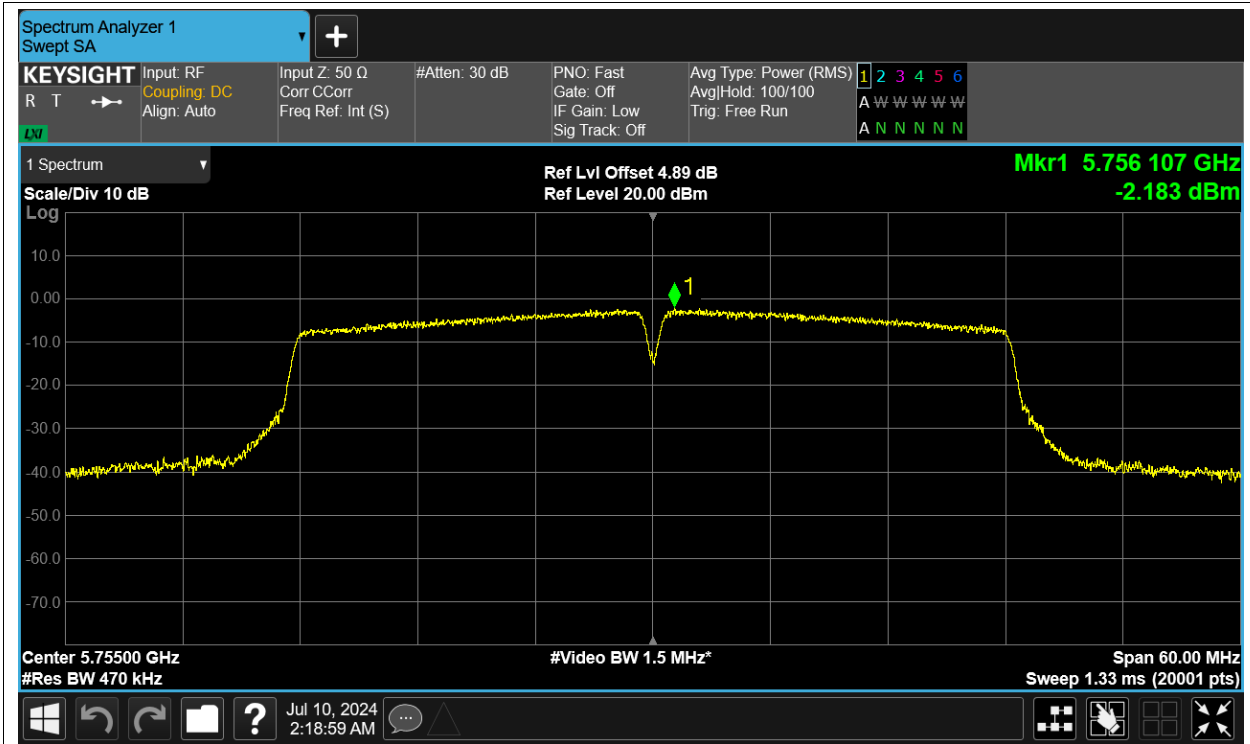 Spectrum Analyzer 1
Swept SA
KEYSIGHT
R T
LXI
Input: RF
Coupling: DC
Align: Auto
Input Z: 50 Ω
Corr CCorr
Freq Ref: Int (S)
#Atten: 30 dB
PNO: Fast
Gate: Off
IF Gain: Low
Sig Track: Off
Avg Type: Power (RMS)
Avg|Hold: 100/100
Trig: Free Run
1 2 3 4 5 6
A W W W W W
A N N N N N
1 Spectrum
Scale/Div 10 dB
Log
Ref Lvl Offset 4.89 dB
Ref Level 20.00 dBm
Mkr1 5.756 107 GHz
-2.183 dBm
10.0
0.00
-10.0
-20.0
-30.0
-40.0
-50.0
-60.0
-70.0
1
Center 5.75500 GHz
#Res BW 470 kHz
#Video BW 1.5 MHz*
Span 60.00 MHz
Sweep 1.33 ms (20001 pts)
?
Jul 10, 2024
2:18:59 AM